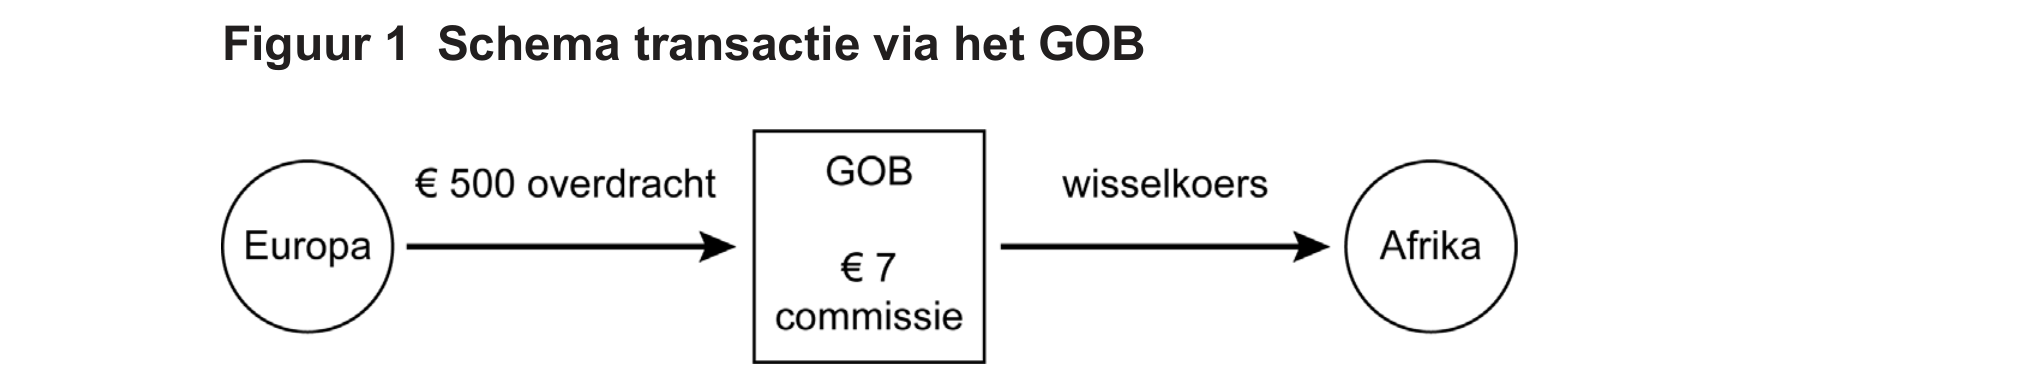 Figuur 1  Schema transactie via het GOB
Europa
€ 500 overdracht
GOB
€ 7
commissie
wisselkoers
Afrika